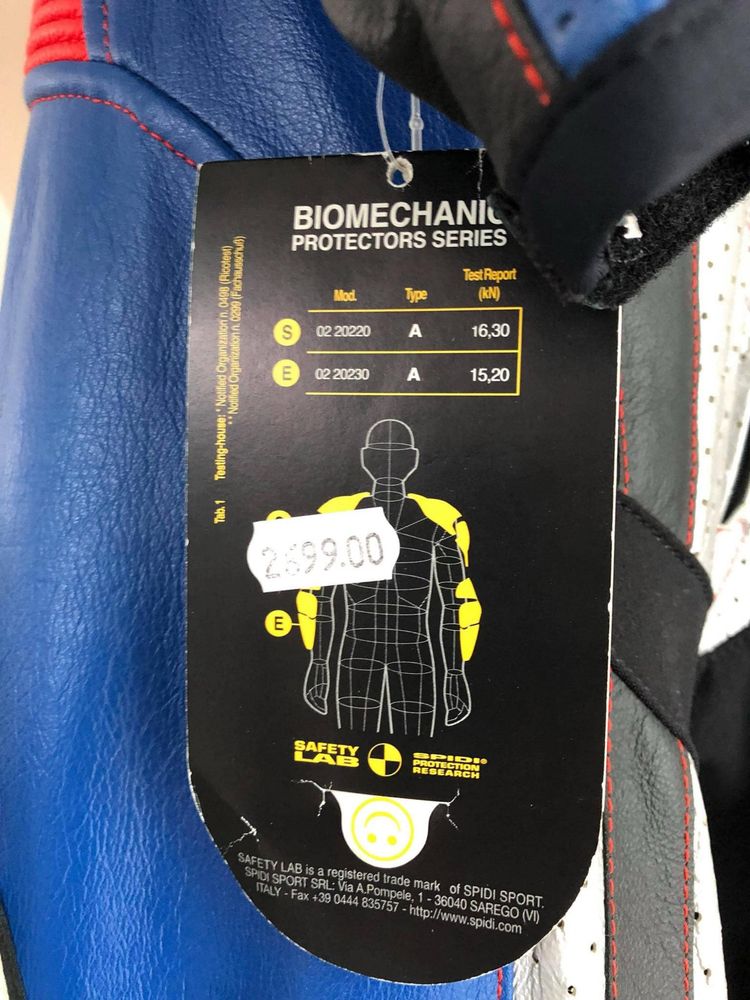 BIOMECHANIC
PROTECTORS SERIES
Mod. Type Test Report
(kN)
S 02 20220 A 16,30
E 02 20230 A 15,20
Tab. 1 Testing-house: * Notified Organization n. 0498 (Ricotest)
** Notified Organization n. 0299 (Fachausschuß)
2699.00
E
SAFETY
LAB
SPIDI®
PROTECTION
RESEARCH
SAFETY LAB is a registered trade mark of SPIDI SPORT.
SPIDI SPORT SRL: Via A.Pompele, 1 - 36040 SAREGO (VI)
ITALY - Fax +39 0444 835757 - http://www.spidi.com